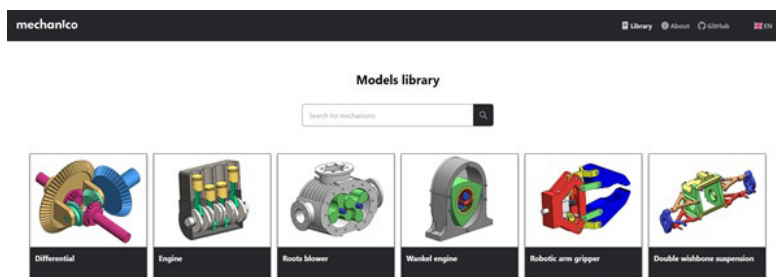 mechanico
Library About GitHub EN
Models library
Search for mechanisms
Differential
Engine
Roots blower
Wankel engine
Robotic arm gripper
Double wishbone suspension